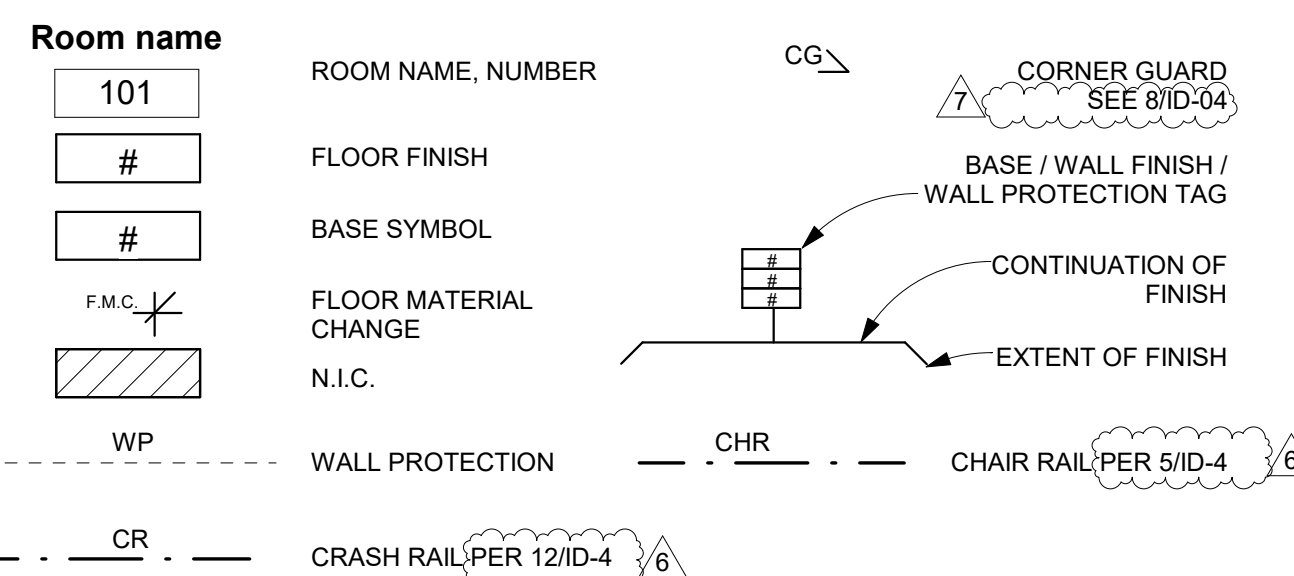 Room name
101
ROOM NAME, NUMBER
#
FLOOR FINISH
#
BASE SYMBOL
F.M.C.
FLOOR MATERIAL
CHANGE
N.I.C.
WP
WALL PROTECTION
CR
CRASH RAIL PER 12/ID-4
6
CG
CORNER GUARD
7
SEE 8/ID-04
BASE / WALL FINISH /
WALL PROTECTION TAG
#
#
#
CONTINUATION OF
FINISH
EXTENT OF FINISH
CHR
CHAIR RAIL PER 5/ID-4
6